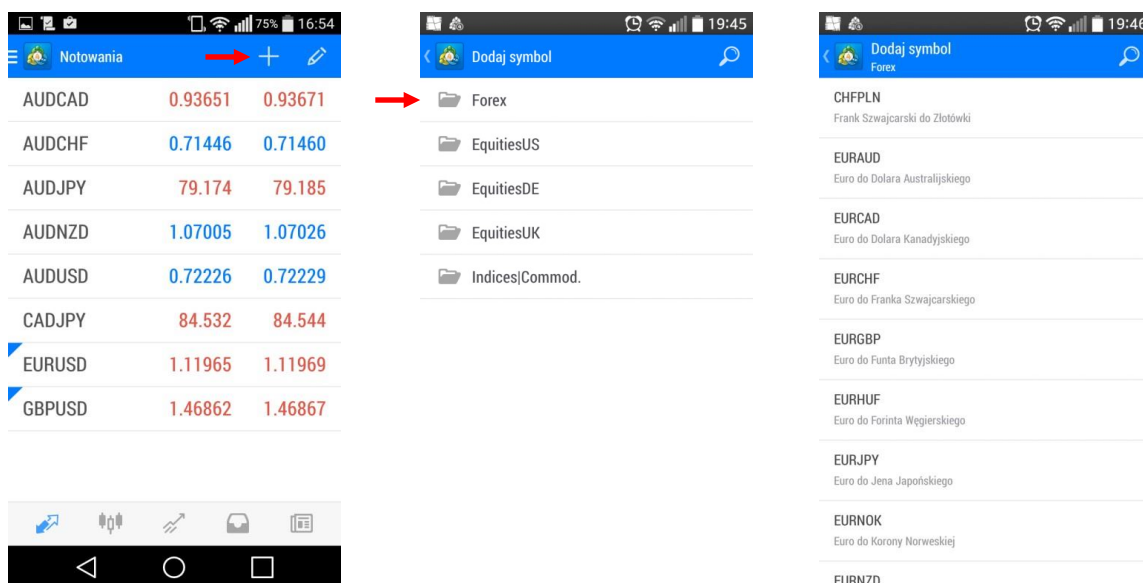 75% 16:54
Notowania
AUDCAD 0.93651 0.93671
AUDCHF 0.71446 0.71460
AUDJPY 79.174 79.185
AUDNZD 1.07005 1.07026
AUDUSD 0.72226 0.72229
CADJPY 84.532 84.544
EURUSD 1.11965 1.11969
GBPUSD 1.46862 1.46867
19:45
Dodaj symbol
Forex
EquitiesUS
EquitiesDE
EquitiesUK
Indices|Commod.
19:46
Dodaj symbol
Forex
CHFPLN
Frank Szwajcarski do Złotówki
EURAUD
Euro do Dolara Australijskiego
EURCAD
Euro do Dolara Kanadyjskiego
EURCHF
Euro do Franka Szwajcarskiego
EURGBP
Euro do Funta Brytyjskiego
EURHUF
Euro do Forinta Węgierskiego
EURJPY
Euro do Jena Japońskiego
EURNOK
Euro do Korony Norweskiej
EURNZD